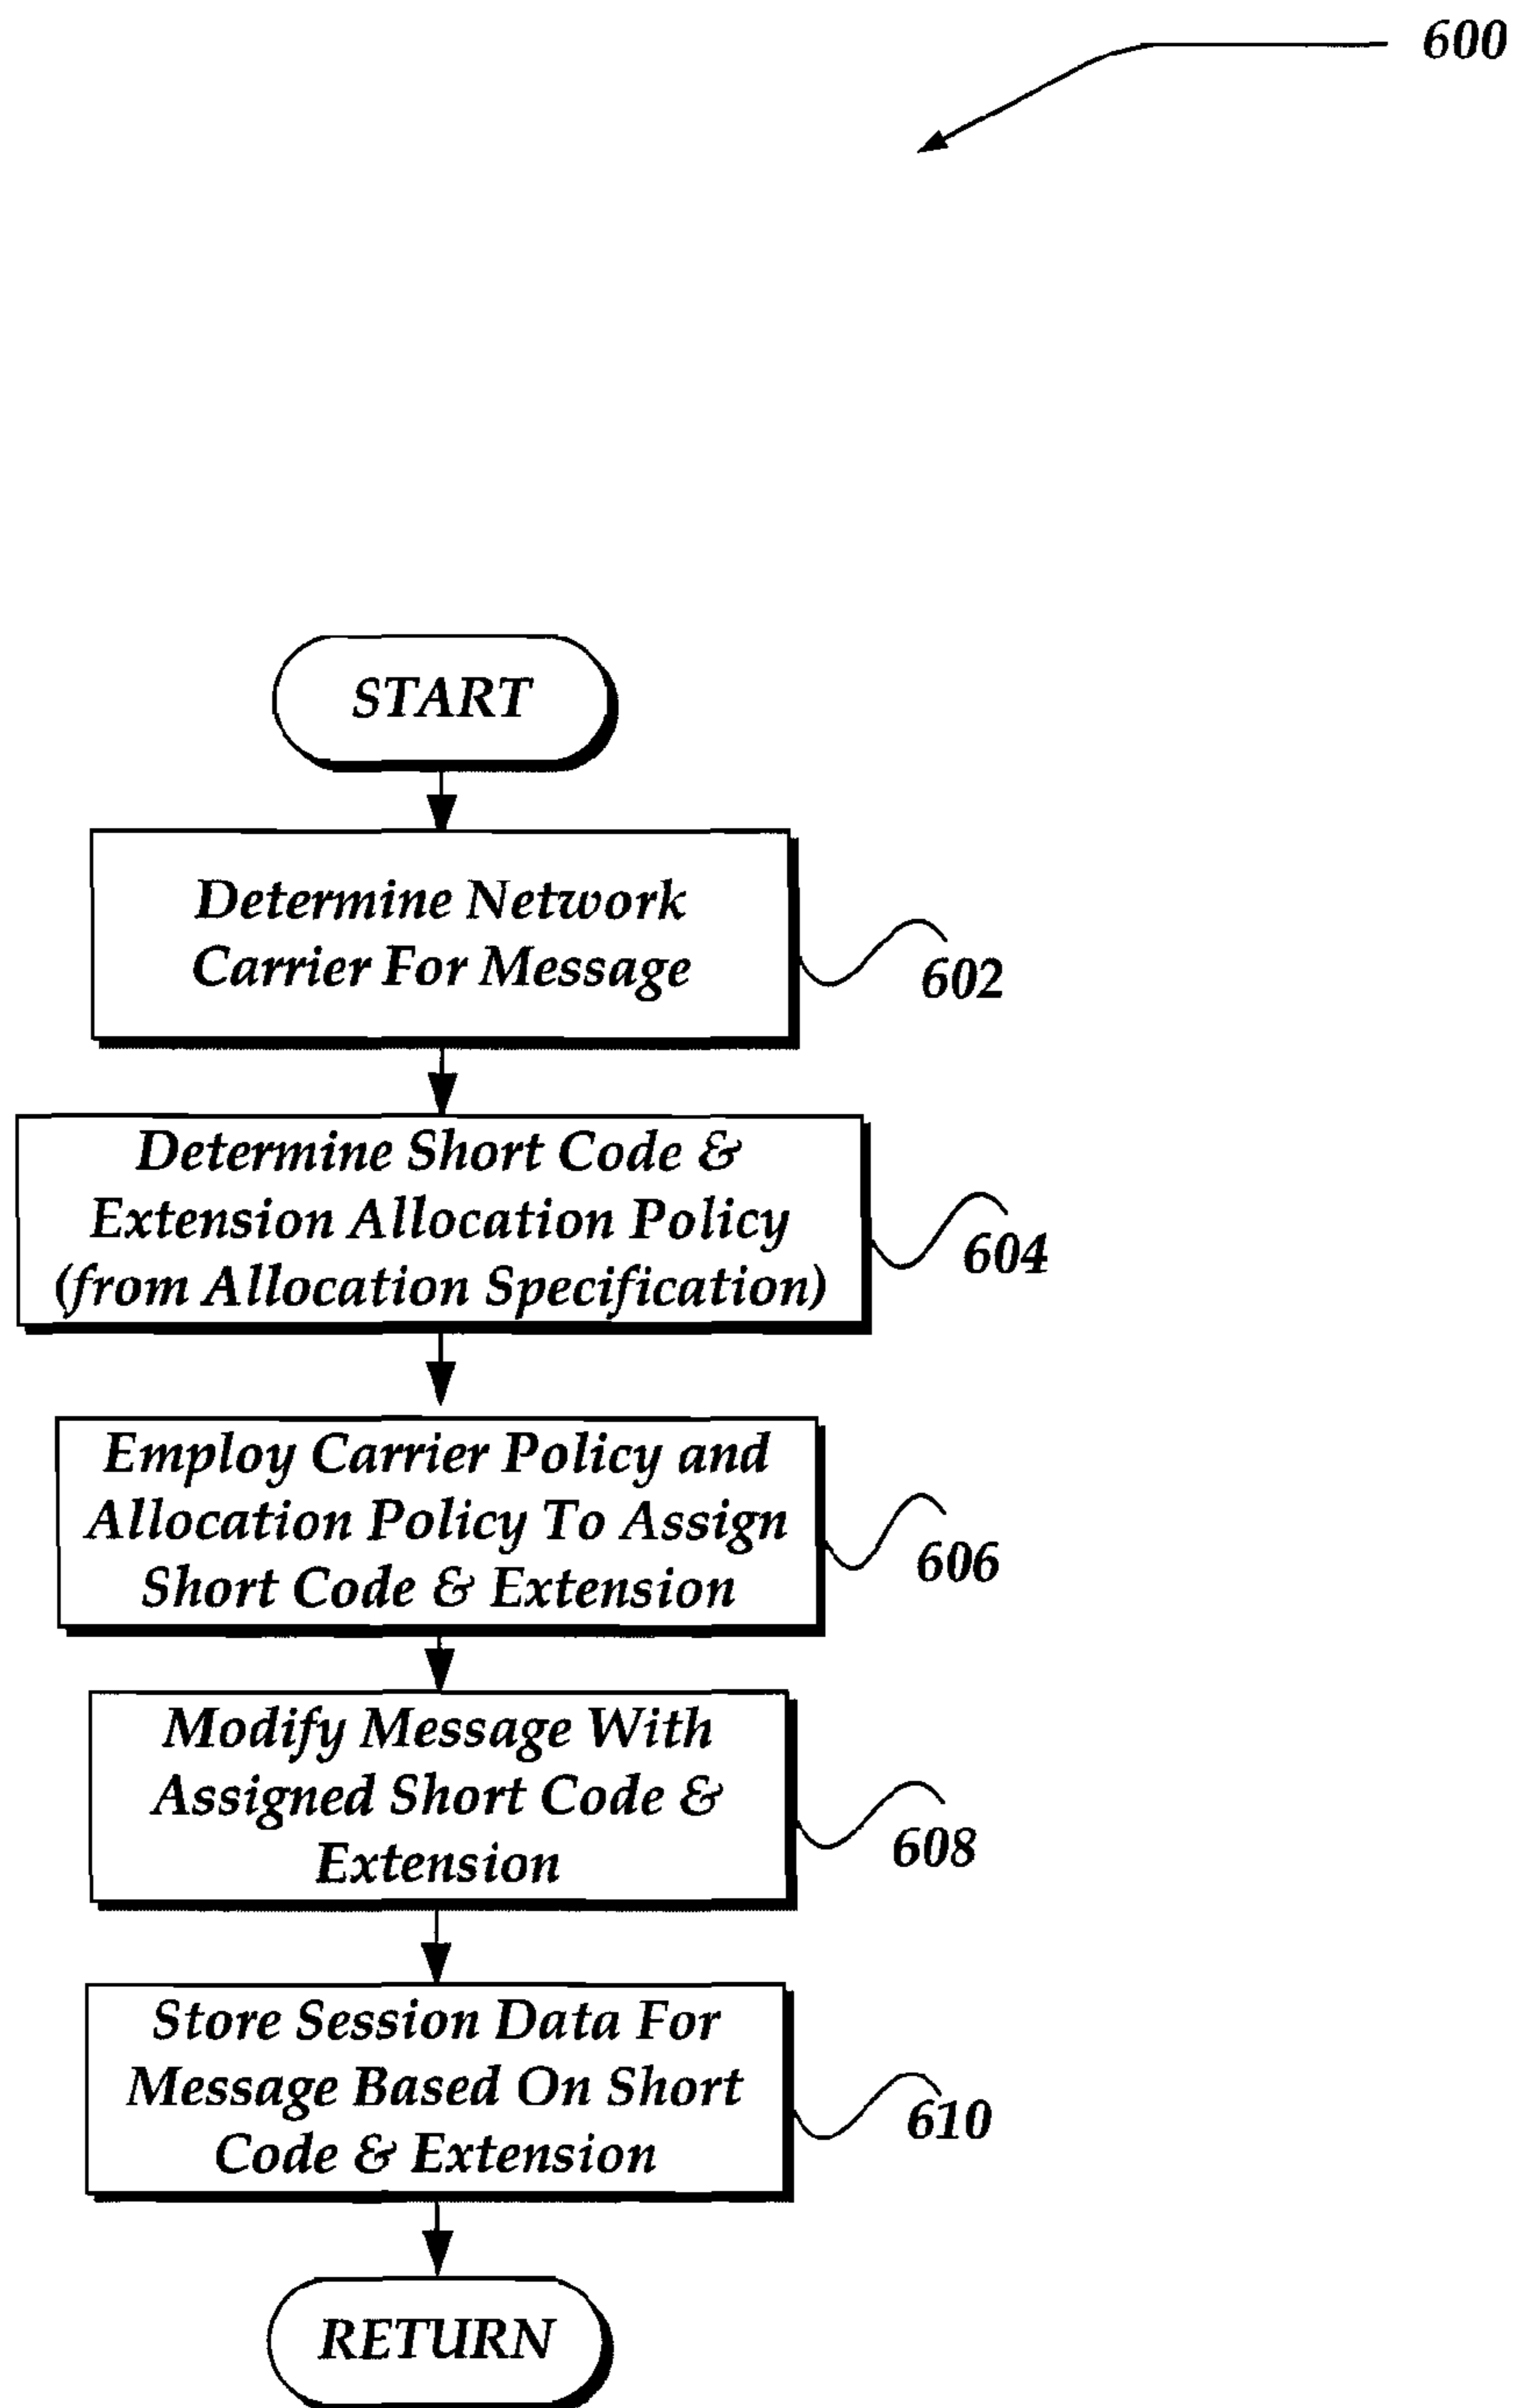 600
START
Determine Network
Carrier For Message
602
Determine Short Code &
Extension Allocation Policy
(from Allocation Specification)
604
Employ Carrier Policy and
Allocation Policy To Assign
Short Code & Extension
606
Modify Message With
Assigned Short Code &
Extension
608
Store Session Data For
Message Based On Short
Code & Extension
610
RETURN